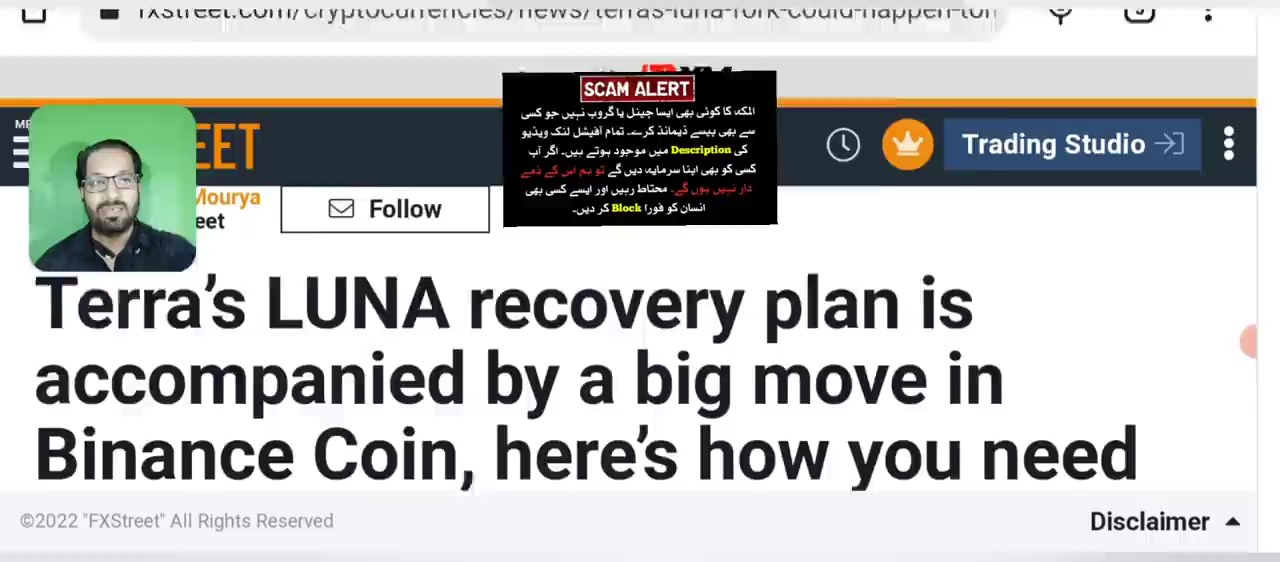 fxstreet.com/cryptocurrencies/news/terras-luna-fork-could-happen-ton
SCAM ALERT
المکہ کا کوئی بھی ایسا چینل یا گروپ نہیں جو کسی
سے بھی پیسے ڈیمانڈ کرے۔ تمام آفیشل لنک ویڈیو
کی Description میں موجود ہوتے ہیں۔ اگر آپ
کسی کو بھی اپنا سرمایہ دیں گے تو ہم اس کے ذمے
دار نہیں ہوں گے۔ محتاط رہیں اور ایسے کسی بھی
انسان کو فورا Block کر دیں۔
EET
Trading Studio
Mourya
eet
Follow
Terra's LUNA recovery plan is
accompanied by a big move in
Binance Coin, here's how you need
©2022 "FXStreet" All Rights Reserved
Disclaimer